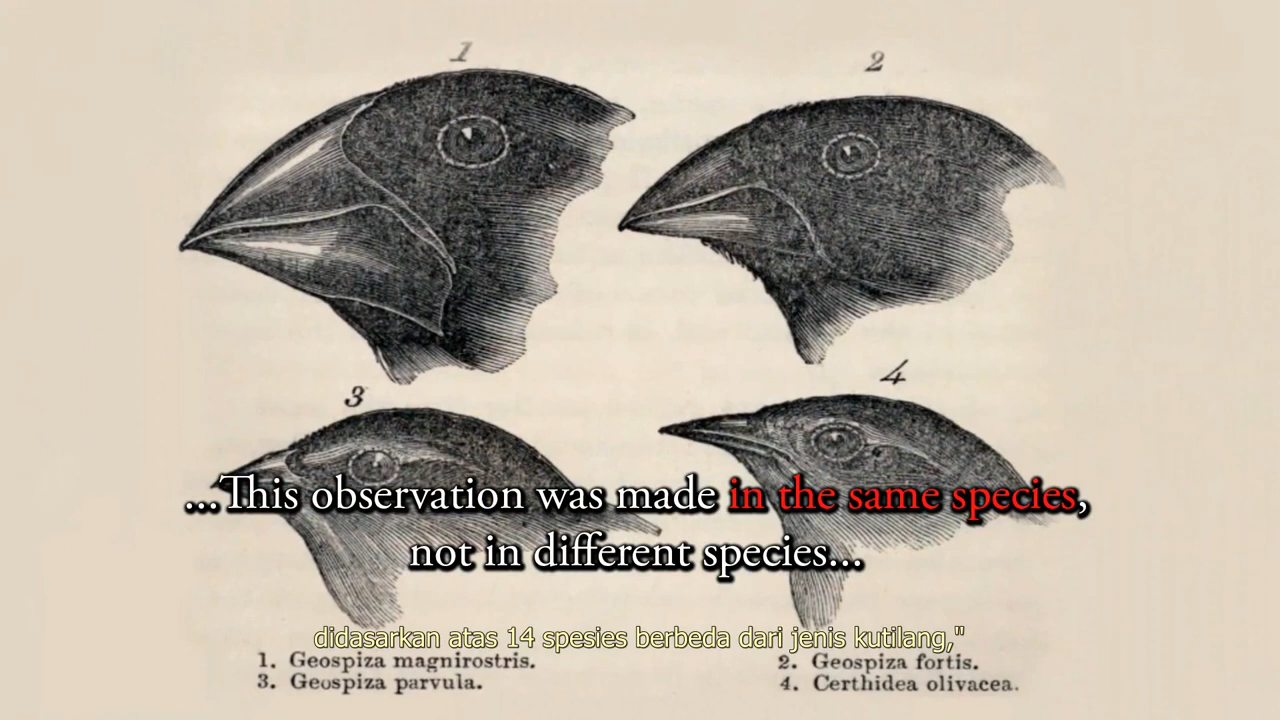 1
2
3
4
...This observation was made in the same species,
not in different species...
didasarkan atas 14 spesies berbeda dari jenis kutilang,"
1. Geospiza magnirostris. 2. Geospiza fortis.
3. Geospiza parvula. 4. Certhidea olivacea.